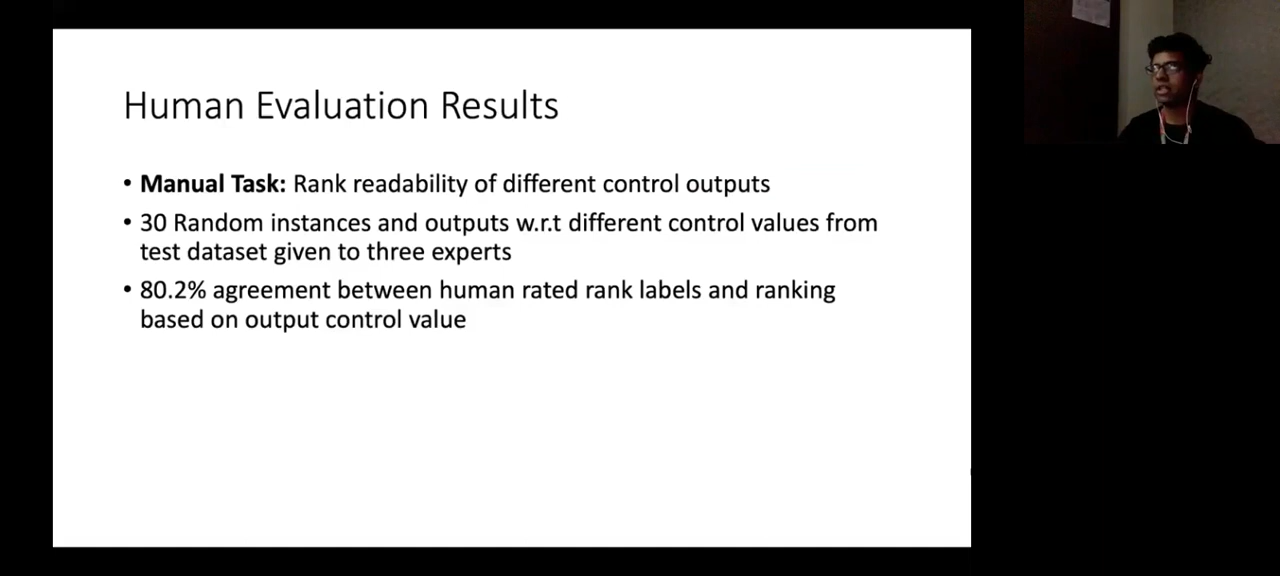 Human Evaluation Results
• Manual Task: Rank readability of different control outputs
• 30 Random instances and outputs w.r.t different control values from
test dataset given to three experts
• 80.2% agreement between human rated rank labels and ranking
based on output control value